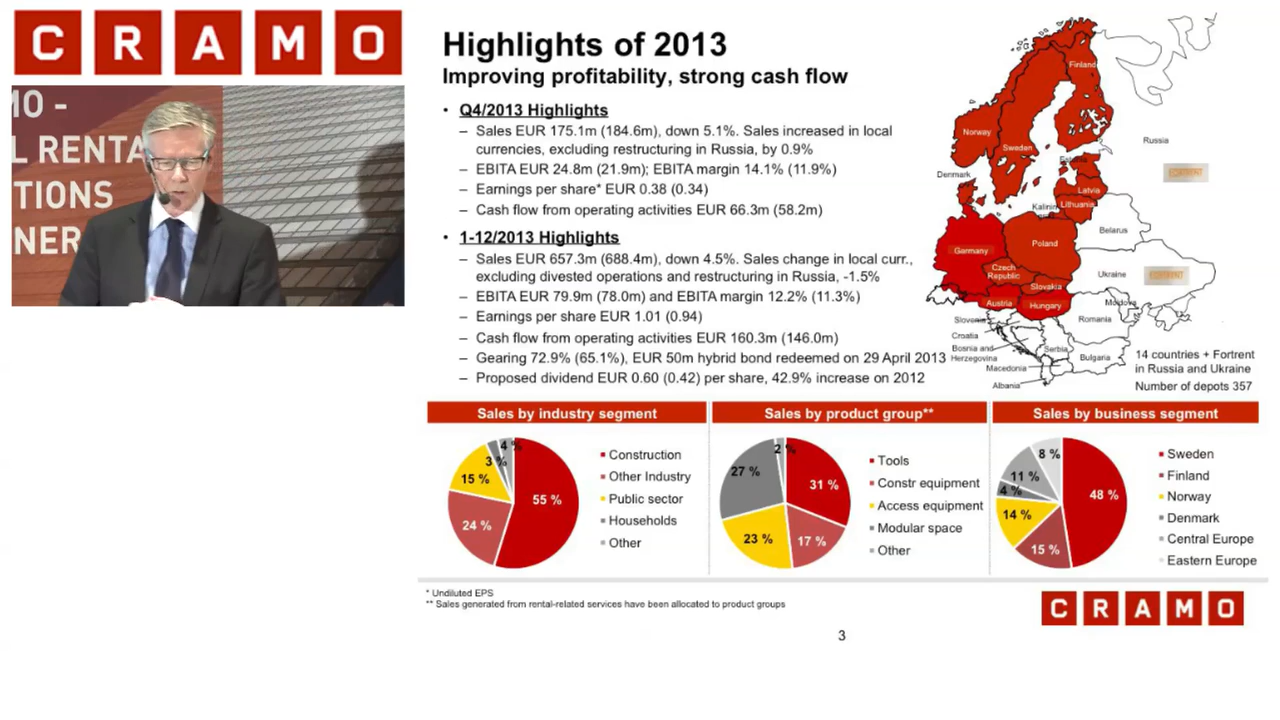 CRAMO
MO -
L RENTA
TIONS
NER
Highlights of 2013
Improving profitability, strong cash flow
• Q4/2013 Highlights
– Sales EUR 175.1m (184.6m), down 5.1%. Sales increased in local
currencies, excluding restructuring in Russia, by 0.9%
– EBITA EUR 24.8m (21.9m); EBITA margin 14.1% (11.9%)
– Earnings per share* EUR 0.38 (0.34)
– Cash flow from operating activities EUR 66.3m (58.2m)
• 1-12/2013 Highlights
– Sales EUR 657.3m (688.4m), down 4.5%. Sales change in local curr.,
excluding divested operations and restructuring in Russia, -1.5%
– EBITA EUR 79.9m (78.0m) and EBITA margin 12.2% (11.3%)
– Earnings per share EUR 1.01 (0.94)
– Cash flow from operating activities EUR 160.3m (146.0m)
– Gearing 72.9% (65.1%), EUR 50m hybrid bond redeemed on 29 April 2013
– Proposed dividend EUR 0.60 (0.42) per share, 42.9% increase on 2012
Finland
Norway
Sweden
Russia
Estonia
FORTRENT
Denmark
Latvia
Lithuania
Kalinin
Belarus
Germany
Poland
Czech
Republic
Ukraine
FORTRENT
Slovakia
Austria
Hungary
Moldova
Slovenia
Romania
Croatia
Bosnia and
Herzegovina
Serbia
Bulgaria
Macedonia
Albania
14 countries + Fortrent
in Russia and Ukraine
Number of depots 357
Sales by industry segment
55 %
24 %
15 %
3 %
4 %
Construction
Other Industry
Public sector
Households
Other
Sales by product group**
31 %
17 %
23 %
27 %
2 %
Tools
Constr equipment
Access equipment
Modular space
Other
Sales by business segment
48 %
15 %
14 %
4 %
11 %
8 %
Sweden
Finland
Norway
Denmark
Central Europe
Eastern Europe
* Undiluted EPS
** Sales generated from rental-related services have been allocated to product groups
CRAMO
3